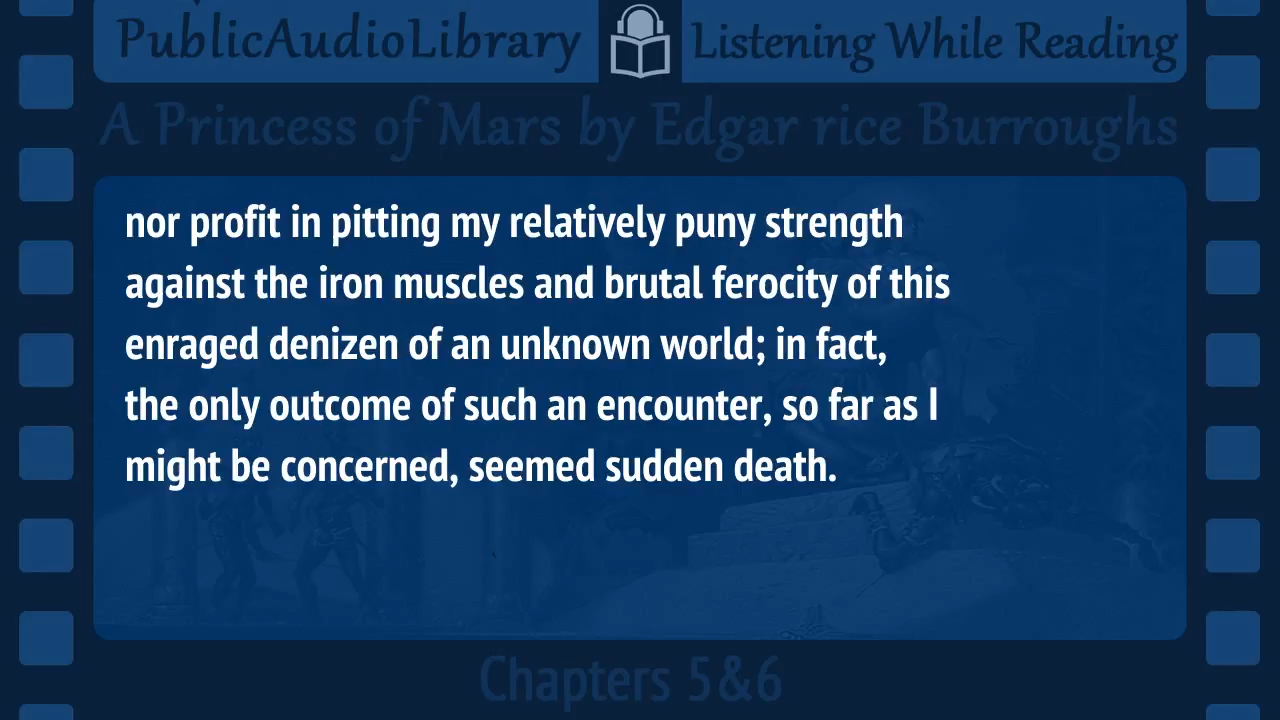 PublicAudioLibrary Listening While Reading
A Princess of Mars by Edgar rice Burroughs
nor profit in pitting my relatively puny strength
against the iron muscles and brutal ferocity of this
enraged denizen of an unknown world; in fact,
the only outcome of such an encounter, so far as I
might be concerned, seemed sudden death.
Chapters 5&6